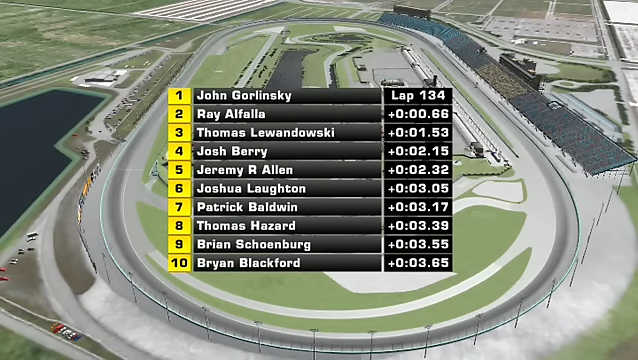 1 John Gorlinsky Lap 134
2 Ray Alfalla +0:00.66
3 Thomas Lewandowski +0:01.53
4 Josh Berry +0:02.15
5 Jeremy R Allen +0:02.32
6 Joshua Laughton +0:03.05
7 Patrick Baldwin +0:03.17
8 Thomas Hazard +0:03.39
9 Brian Schoenburg +0:03.55
10 Bryan Blackford +0:03.65